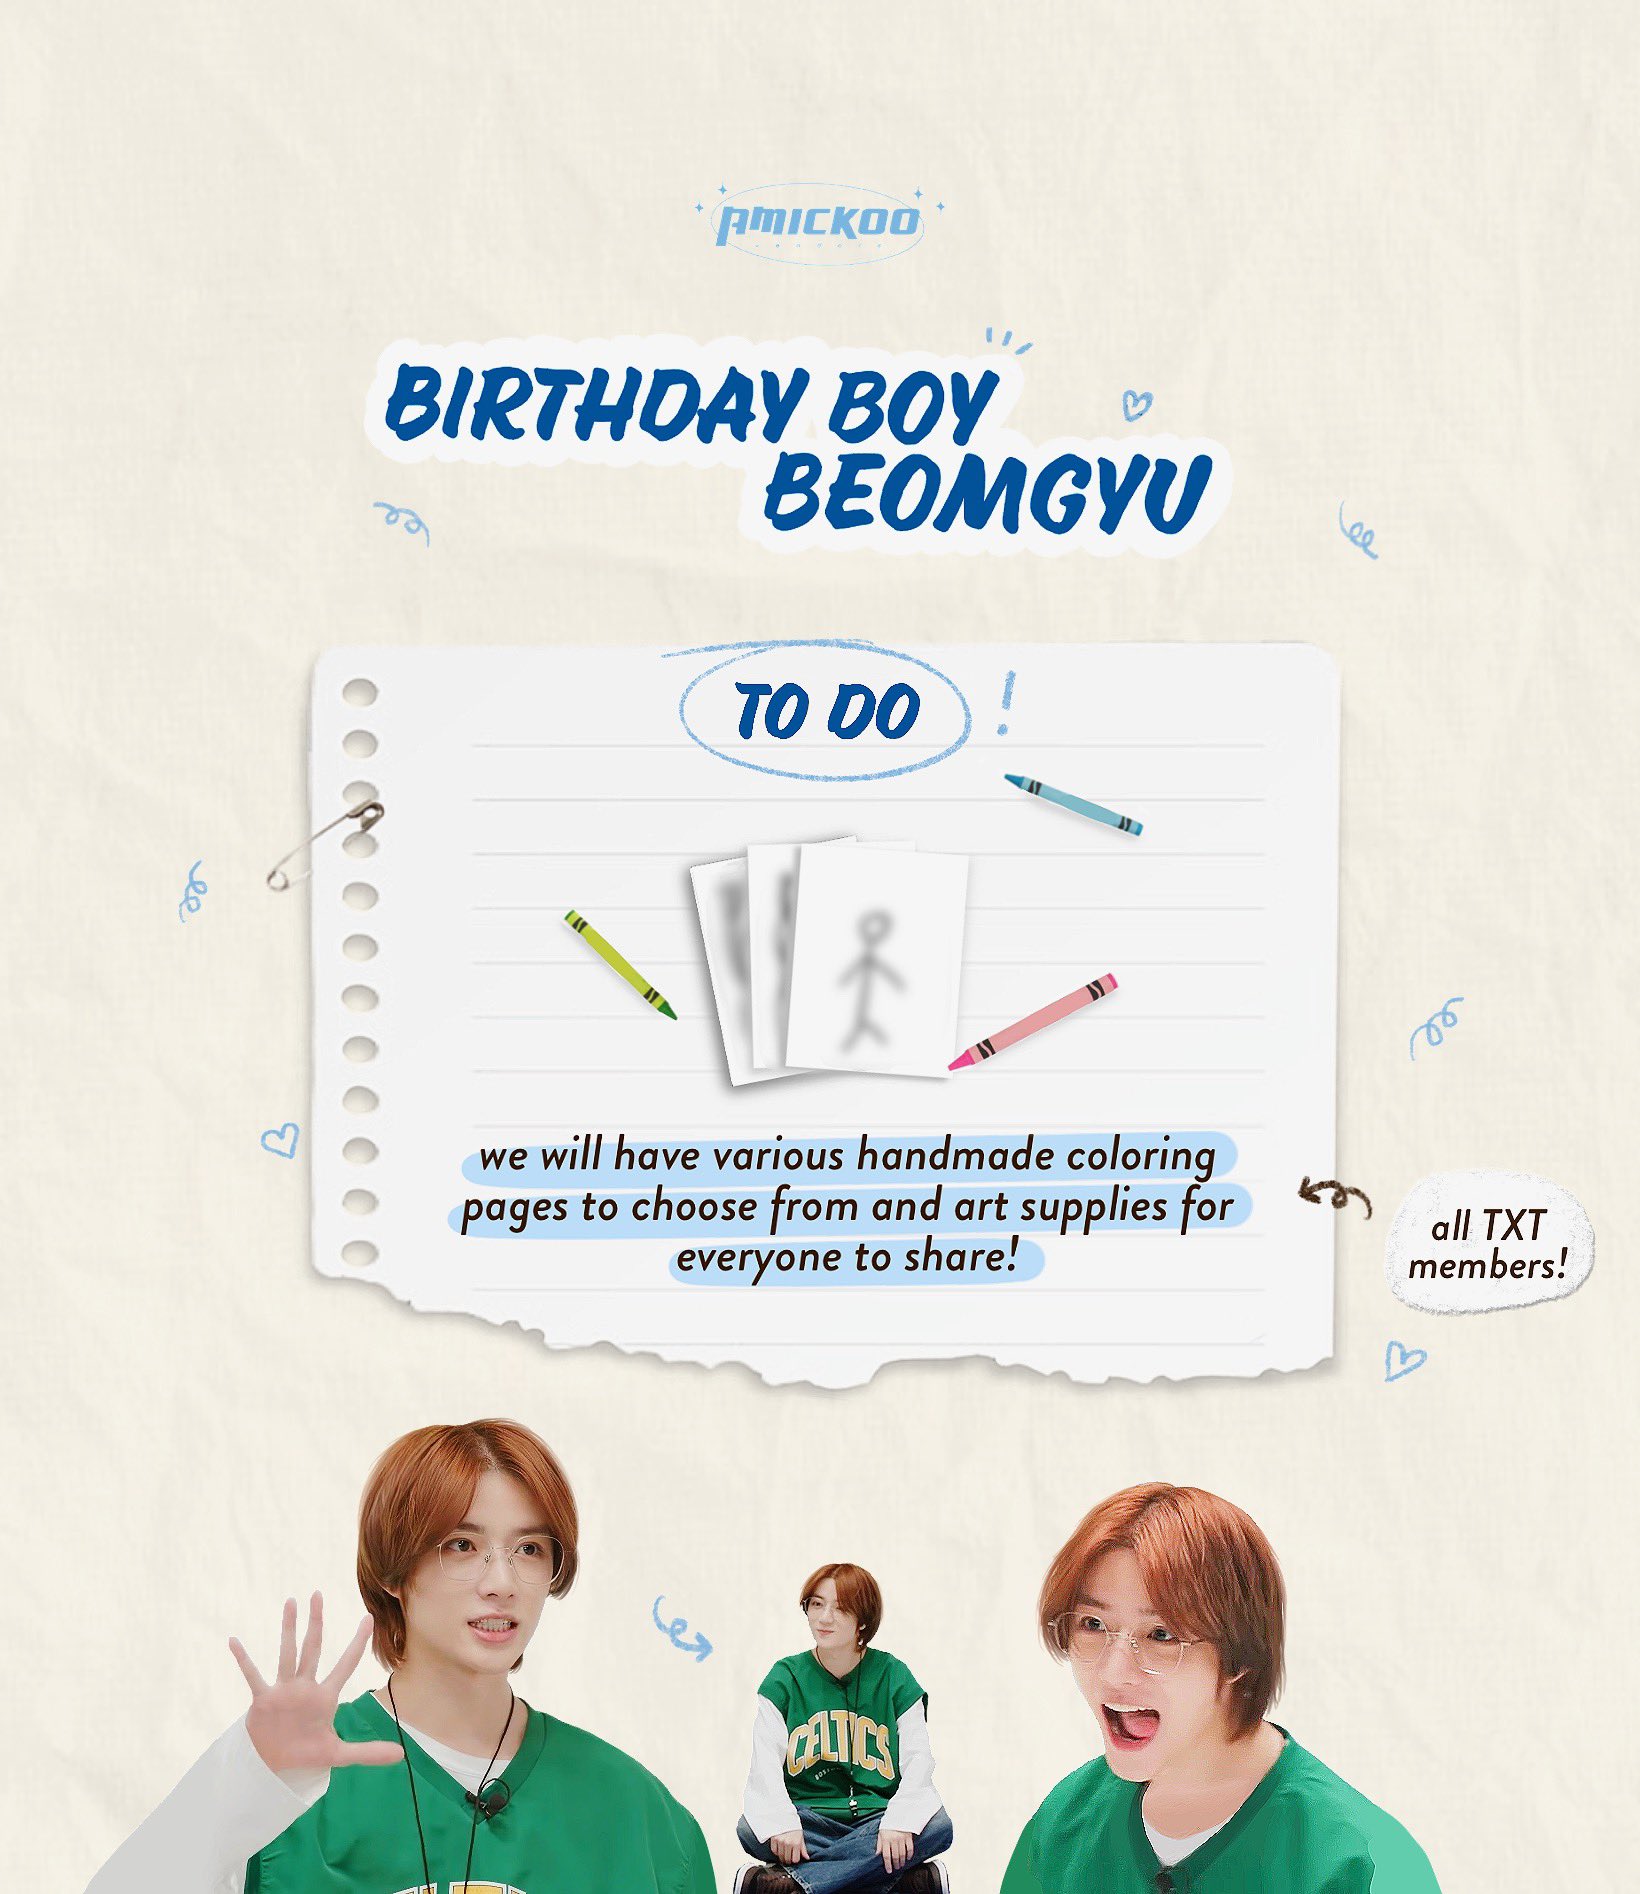 AMICKOO
BIRTHDAY BOY
BEOMGYU
TO DO !
we will have various handmade coloring
pages to choose from and art supplies for
everyone to share!
all TXT
members!
CELTICS